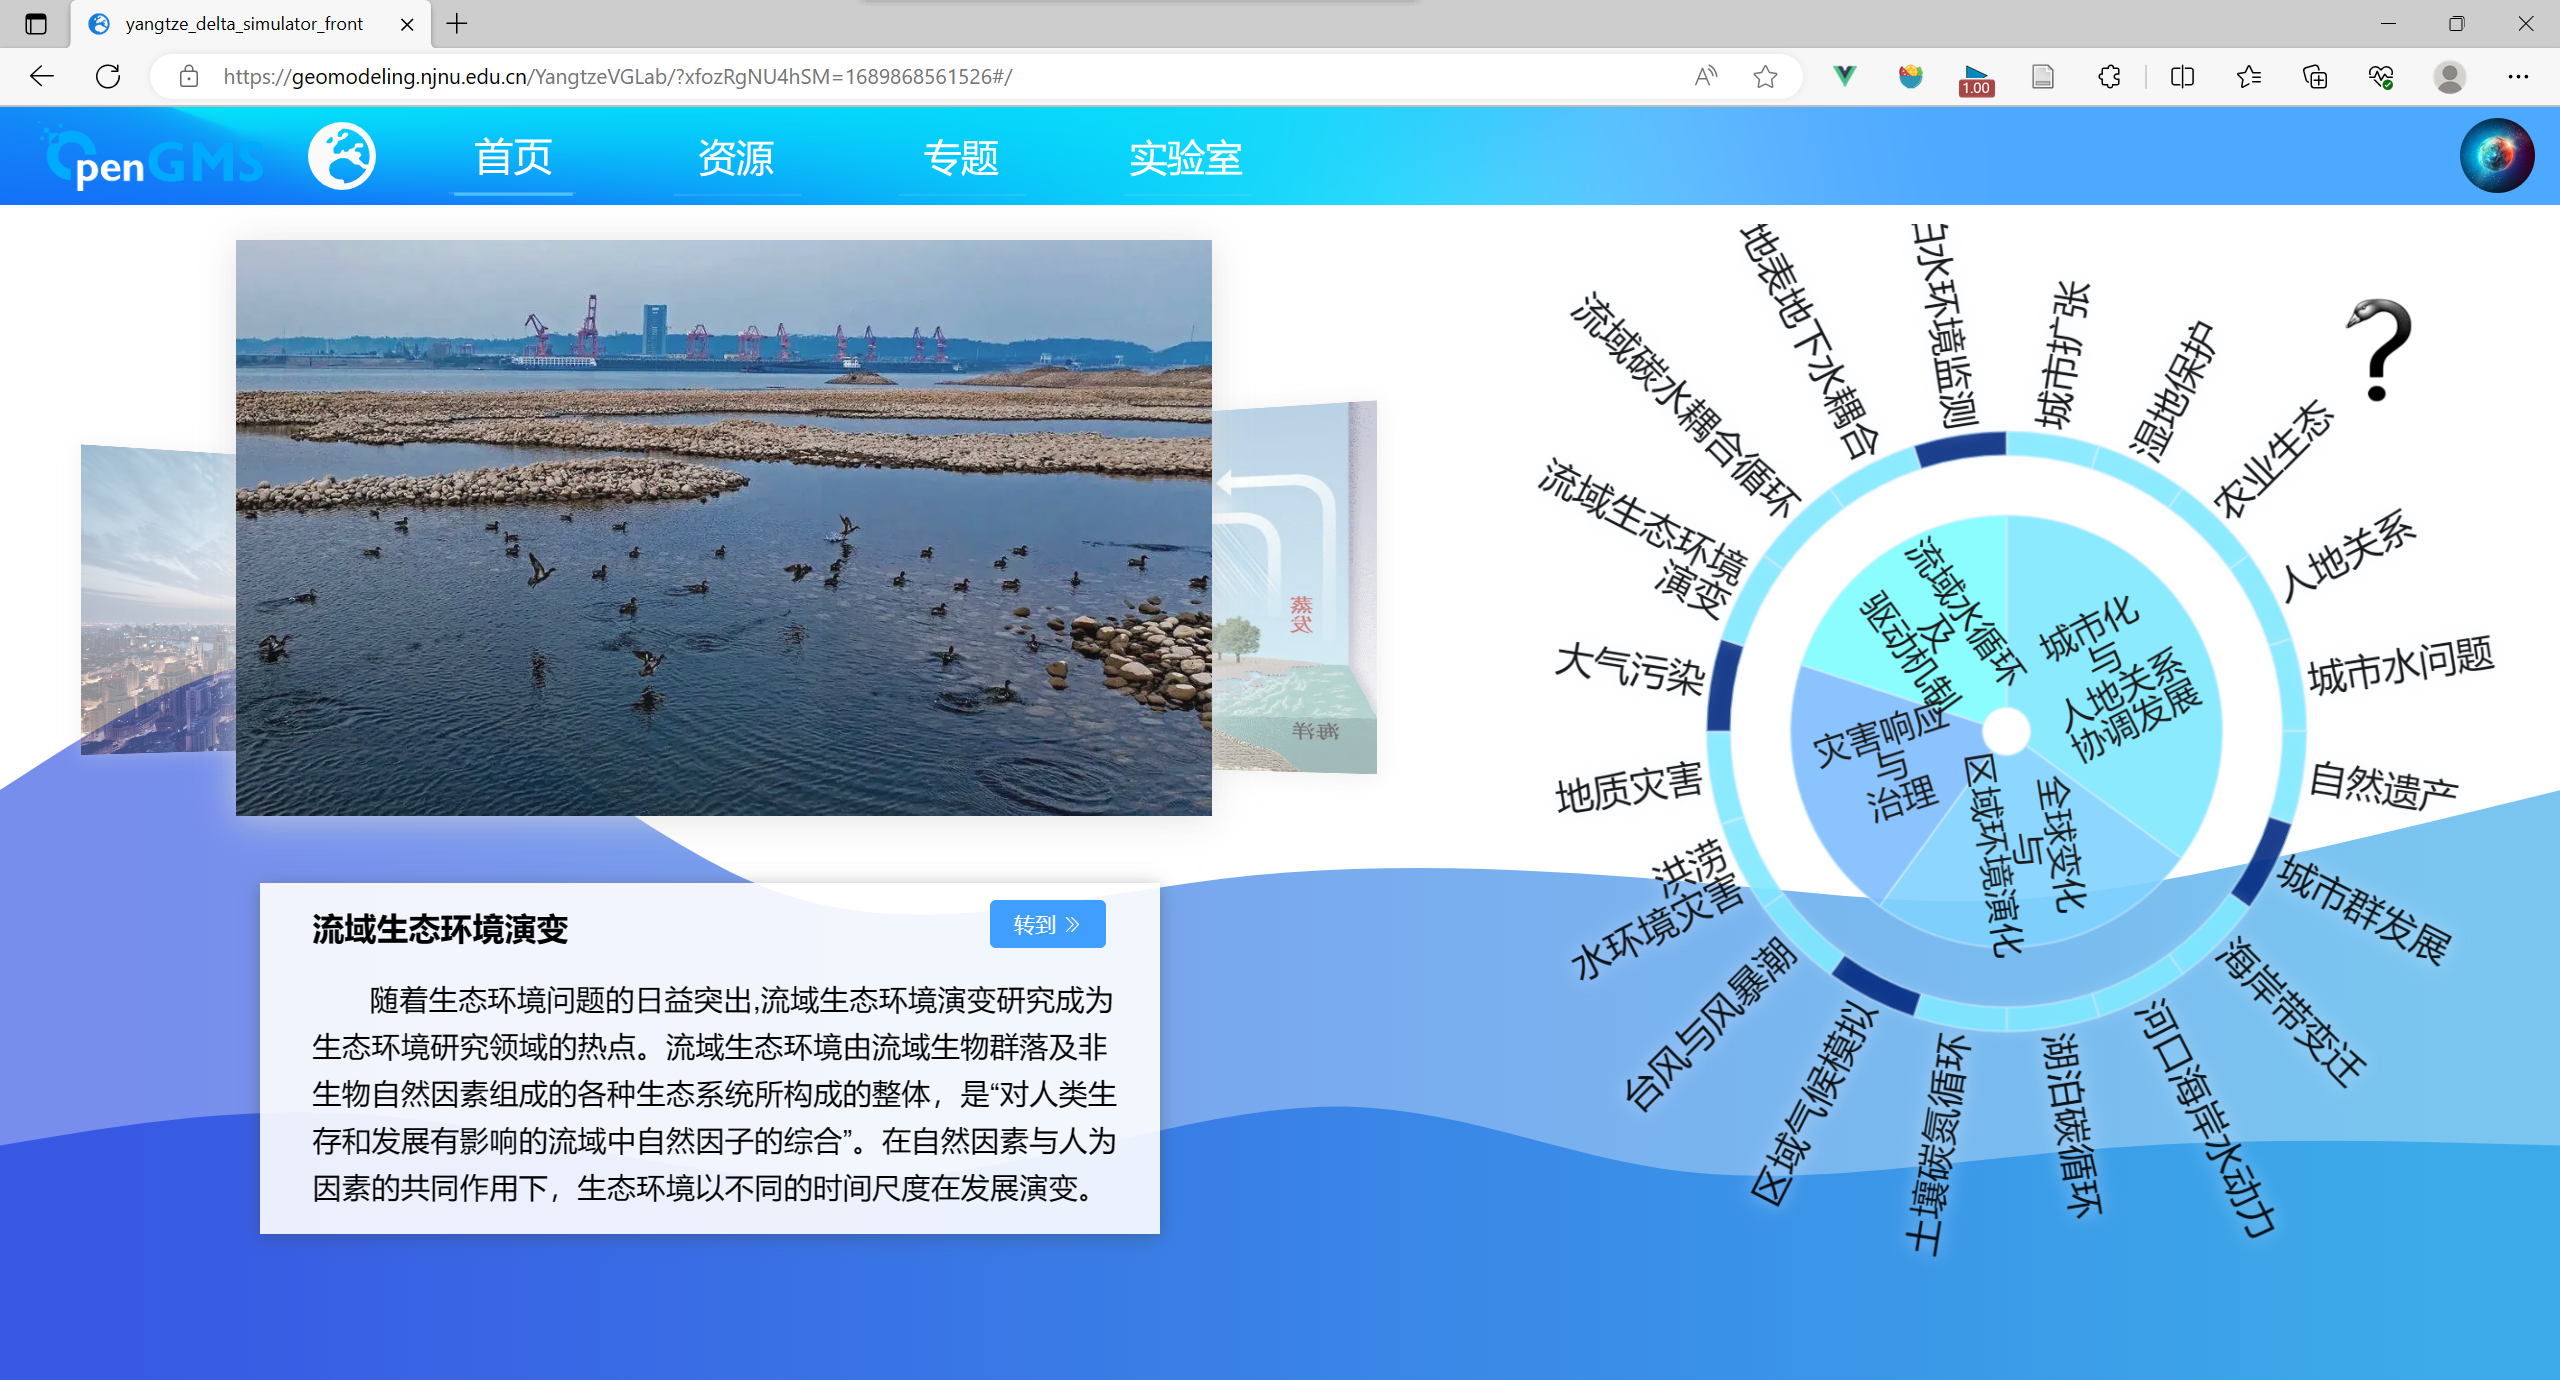 yangtze_delta_simulator_front
https://geomodeling.njnu.edu.cn/YangtzeVGLab/?xfozRgNU4hSM=1689868561526#/
1.00
OpenGMS
首页
资源
专题
实验室
蒸发
海洋
流域生态环境演变
转到
随着生态环境问题的日益突出,流域生态环境演变研究成为
生态环境研究领域的热点。流域生态环境由流域生物群落及非
生物自然因素组成的各种生态系统所构成的整体，是“对人类生
存和发展有影响的流域中自然因子的综合”。在自然因素与人为
因素的共同作用下，生态环境以不同的时间尺度在发展演变。
城市扩张
湿地保护
农业生态
人地关系
城市水问题
自然遗产
城市群发展
海岸带变迁
河口海岸水动力
湖泊碳循环
土壤碳氮循环
区域气候模拟
台风与风暴潮
洪涝
水环境灾害
地质灾害
大气污染
流域生态环境
演变
流域碳水耦合循环
地表地下水耦合
水环境监测
城市化
与
人地关系
协调发展
全球变化
与
区域环境演化
灾害响应
与
治理
流域水循环
及
驱动机制
?